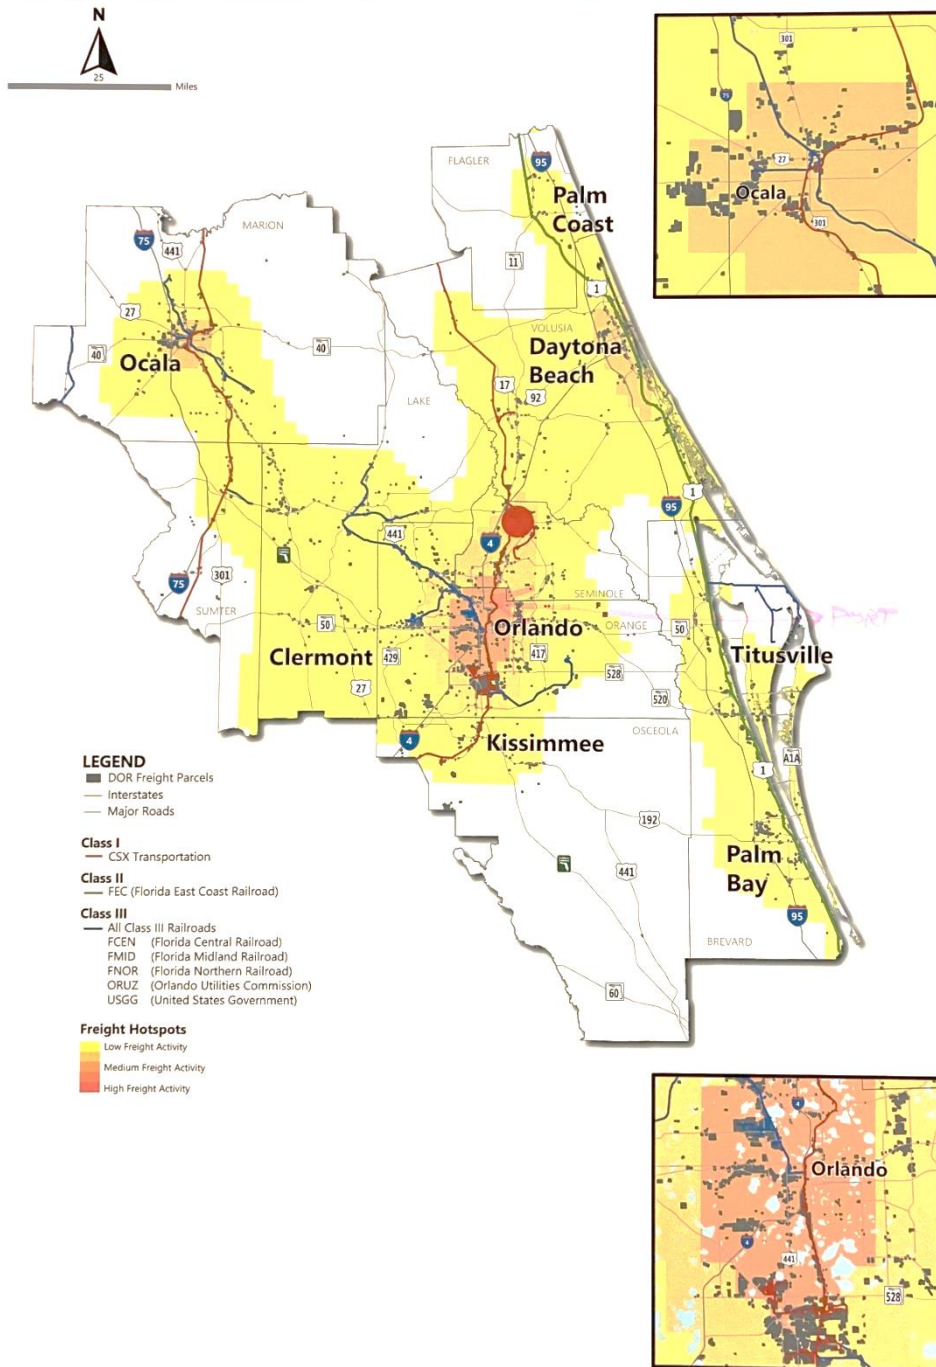 N
25
Miles
301
75
27
Ocala
301
FLAGLER
95
Palm
Coast
MARION
75
441
11
1
27
VOLUSIA
Daytona
Beach
40
40
Ocala
17
92
LAKE
1
95
441
4
75
301
SUMTER
SEMINOLE
50
Orlando
ORANGE
50
Clermont
429
417
Titusville
528
27
520
4
Kissimmee
OSCEOLA
A1A
1
192
441
Palm
Bay
95
BREVARD
60
LEGEND
DOR Freight Parcels
Interstates
Major Roads
Class I
CSX Transportation
Class II
FEC (Florida East Coast Railroad)
Class III
All Class III Railroads
FCEN (Florida Central Railroad)
FMID (Florida Midland Railroad)
FNOR (Florida Northern Railroad)
ORUZ (Orlando Utilities Commission)
USGG (United States Government)
Freight Hotspots
Low Freight Activity
Medium Freight Activity
High Freight Activity
4
Orlando
4
441
528